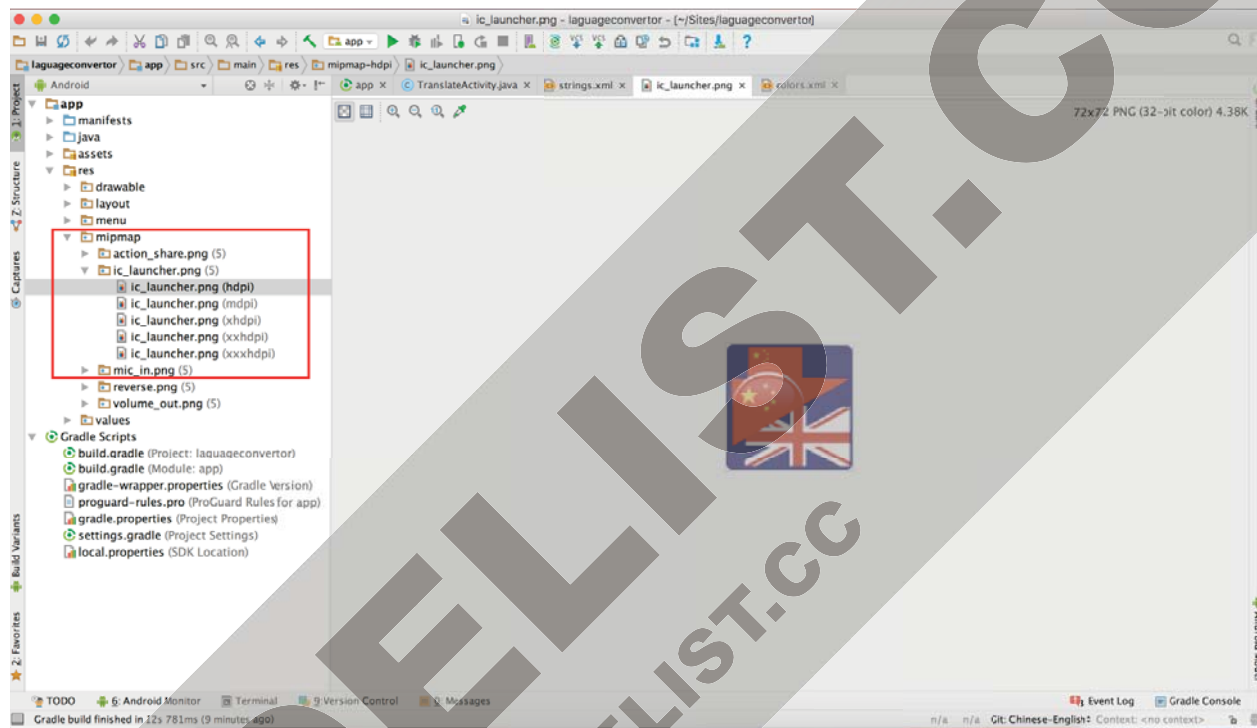 ic_launcher.png - laguageconvertor - [~/Sites/laguageconvertor]
app
laguageconvertor app src main res mipmap-hdpi ic_launcher.png
Android
app TranslateActivity.java strings.xml ic_launcher.png colors.xml
72x72 PNG (32-bit color) 4.38K
1: Project
Z: Structure
Captures
Build Variants
2: Favorites
app
manifests
java
assets
res
drawable
layout
menu
mipmap
action_share.png (5)
ic_launcher.png (5)
ic_launcher.png (hdpi)
ic_launcher.png (mdpi)
ic_launcher.png (xhdpi)
ic_launcher.png (xxhdpi)
ic_launcher.png (xxxhdpi)
mic_in.png (5)
reverse.png (5)
volume_out.png (5)
values
Gradle Scripts
build.gradle (Project: laguageconvertor)
build.gradle (Module: app)
gradle-wrapper.properties (Gradle Version)
proguard-rules.pro (ProGuard Rules for app)
gradle.properties (Project Properties)
settings.gradle (Project Settings)
local.properties (SDK Location)
ELIST.CC
LIST.CC
TODO 6: Android Monitor Terminal 9: Version Control 0: Messages Event Log Gradle Console
Gradle build finished in 12s 781ms (9 minutes ago) n/a n/a Git: Chinese-English Context: <no context>